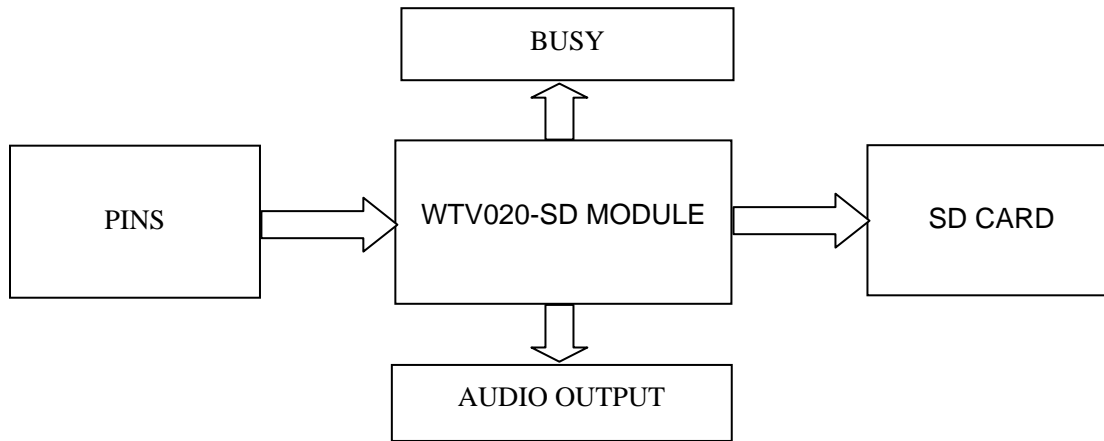 BUSY
PINS
WTV020-SD MODULE
SD CARD
AUDIO OUTPUT